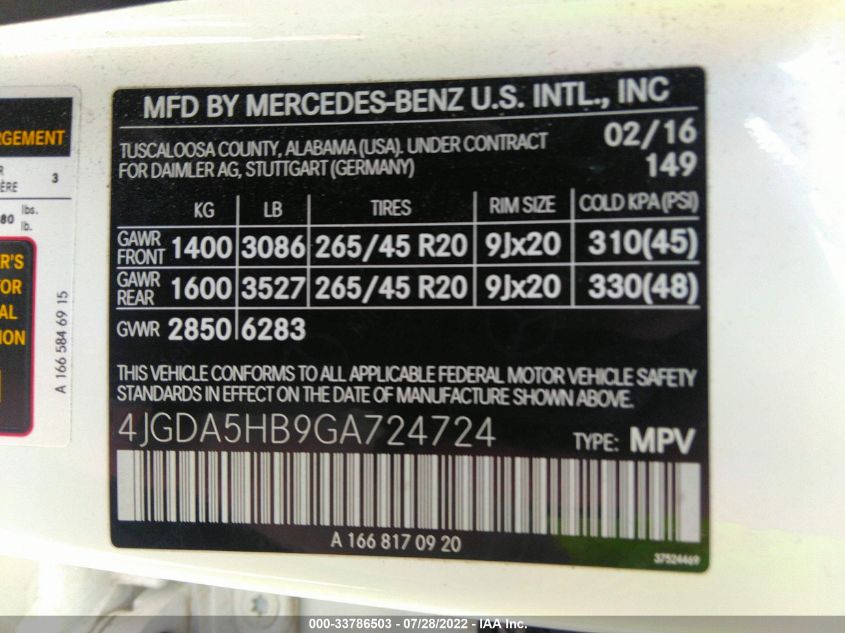 RGEMENT
3
80 lbs.
lb.
A 166 584 69 15
MFD BY MERCEDES-BENZ U.S. INTL., INC
TUSCALOOSA COUNTY, ALABAMA (USA). UNDER CONTRACT 02/16
FOR DAIMLER AG, STUTTGART (GERMANY) 149
KG LB TIRES RIM SIZE COLD KPA (PSI)
GAWR FRONT 1400 3086 265/45 R20 9Jx20 310(45)
GAWR REAR 1600 3527 265/45 R20 9Jx20 330(48)
GVWR 2850 6283
THIS VEHICLE CONFORMS TO ALL APPLICABLE FEDERAL MOTOR VEHICLE SAFETY
STANDARDS IN EFFECT ON THE DATE OF MANUFACTURE SHOWN ABOVE.
4JGDA5HB9GA724724 TYPE: MPV
A 166 817 09 20
37524469
000-33786503 - 07/28/2022 - IAA Inc.